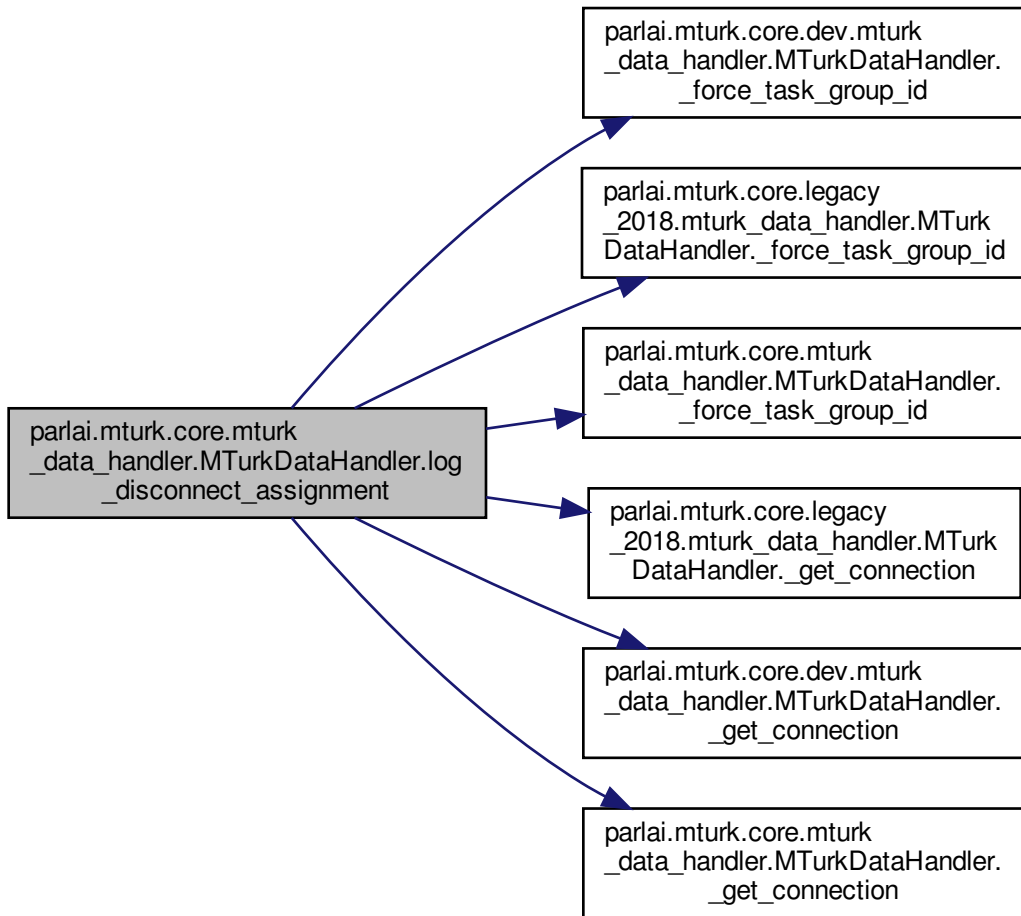 parlai.mturk.core.dev.mturk
_data_handler.MTurkDataHandler.
_force_task_group_id
parlai.mturk.core.legacy
_2018.mturk_data_handler.MTurk
DataHandler._force_task_group_id
parlai.mturk.core.mturk
_data_handler.MTurkDataHandler.
_force_task_group_id
parlai.mturk.core.mturk
_data_handler.MTurkDataHandler.log
_disconnect_assignment
parlai.mturk.core.legacy
_2018.mturk_data_handler.MTurk
DataHandler._get_connection
parlai.mturk.core.dev.mturk
_data_handler.MTurkDataHandler.
_get_connection
parlai.mturk.core.mturk
_data_handler.MTurkDataHandler.
_get_connection